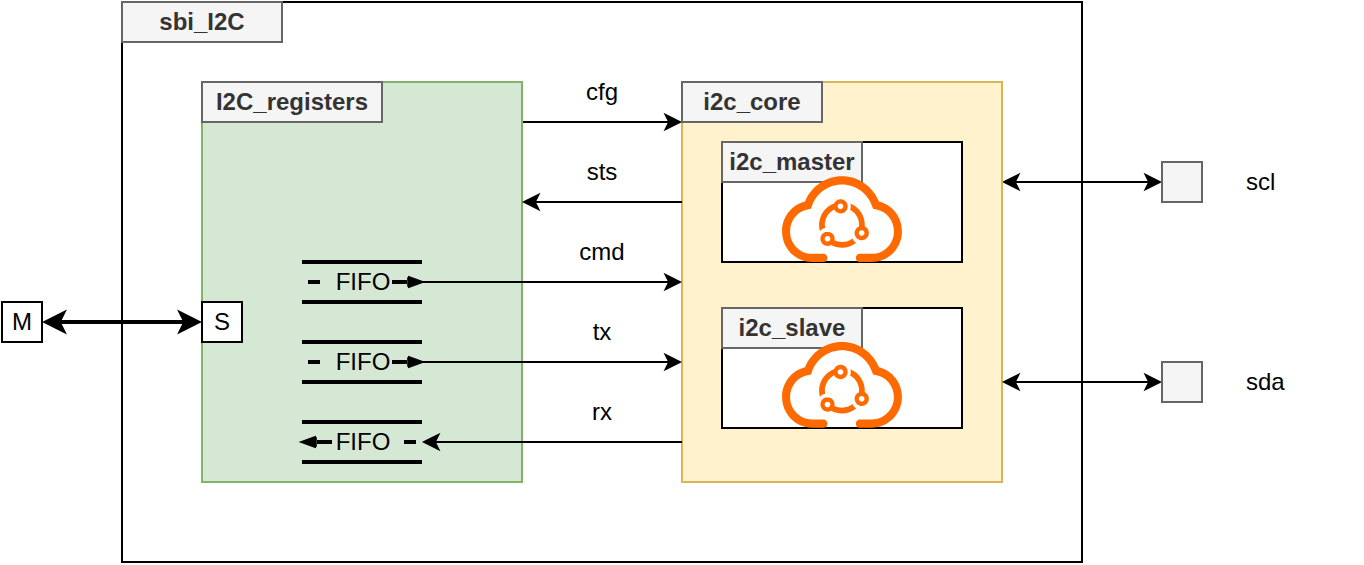 sbi_I2C
I2C_registers
cfg
i2c_core
sts
i2c_master
scl
cmd
FIFO
M
S
tx
i2c_slave
FIFO
sda
rx
FIFO